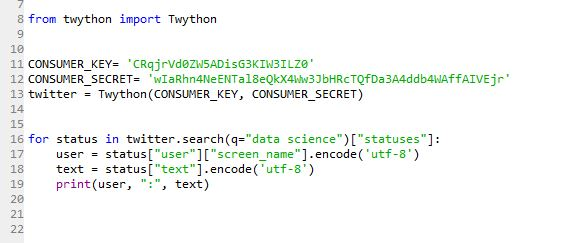 7
8 from twython import Twython
9
10
11 CONSUMER_KEY= 'CRqjrVd0ZW5ADisG3KIW3ILZ0'
12 CONSUMER_SECRET= 'wIaRhn4NeENTal8eQkX4Ww3JbHRcTQfDa3A4ddb4WAffAIVEjr'
13 twitter = Twython(CONSUMER_KEY, CONSUMER_SECRET)
14
15
16 for status in twitter.search(q="data science")["statuses"]:
17     user = status["user"]["screen_name"].encode('utf-8')
18     text = status["text"].encode('utf-8')
19     print(user, ":", text)
20
21
22